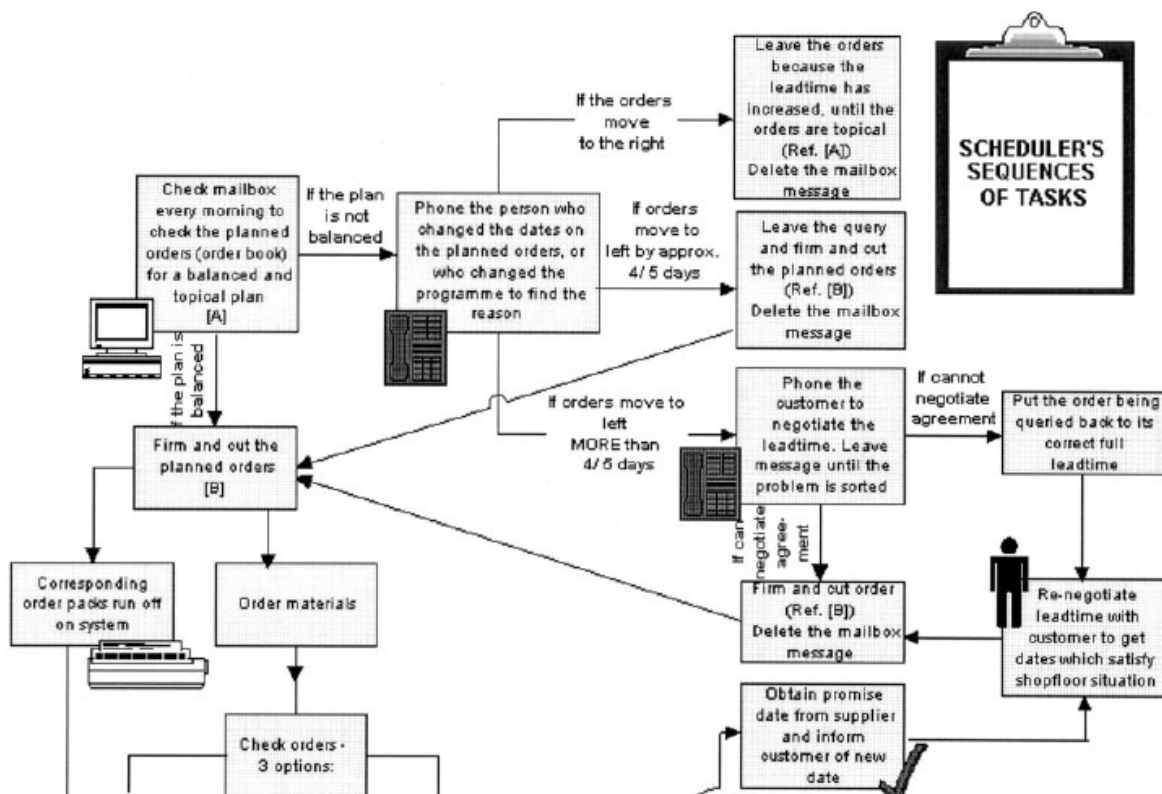 SCHEDULER'S
SEQUENCES
OF TASKS
Check mailbox
every morning to
check the planned
orders (order book)
for a balanced and
topical plan
[A]
If the plan
is not
balanced
If the plan is
balanced
Phone the person who
changed the dates on
the planned orders, or
who changed the
programme to find the
reason
If the orders
move
to the right
Leave the orders
because the
leadtime has
increased, until the
orders are topical
(Ref. [A])
Delete the mailbox
message
If orders
move to
left by approx.
4/5 days
Leave the query
and firm and cut
the planned orders
(Ref. [B])
Delete the mailbox
message
If orders move to
left
MORE than
4/5 days
Phone the
customer to
negotiate the
leadtime. Leave
message until the
problem is sorted
If cannot
negotiate
agreement
Put the order being
queried back to its
correct full
leadtime
If can
negotiate
agree-
ment
Firm and cut the
planned orders
[B]
Corresponding
order packs run off
on system
Order materials
Firm and cut order
(Ref. [B])
Delete the mailbox
message
Re-negotiate
leadtime with
customer to get
dates which satisfy
shopfloor situation
Check orders -
3 options:
Obtain promise
date from supplier
and inform
customer of new
date